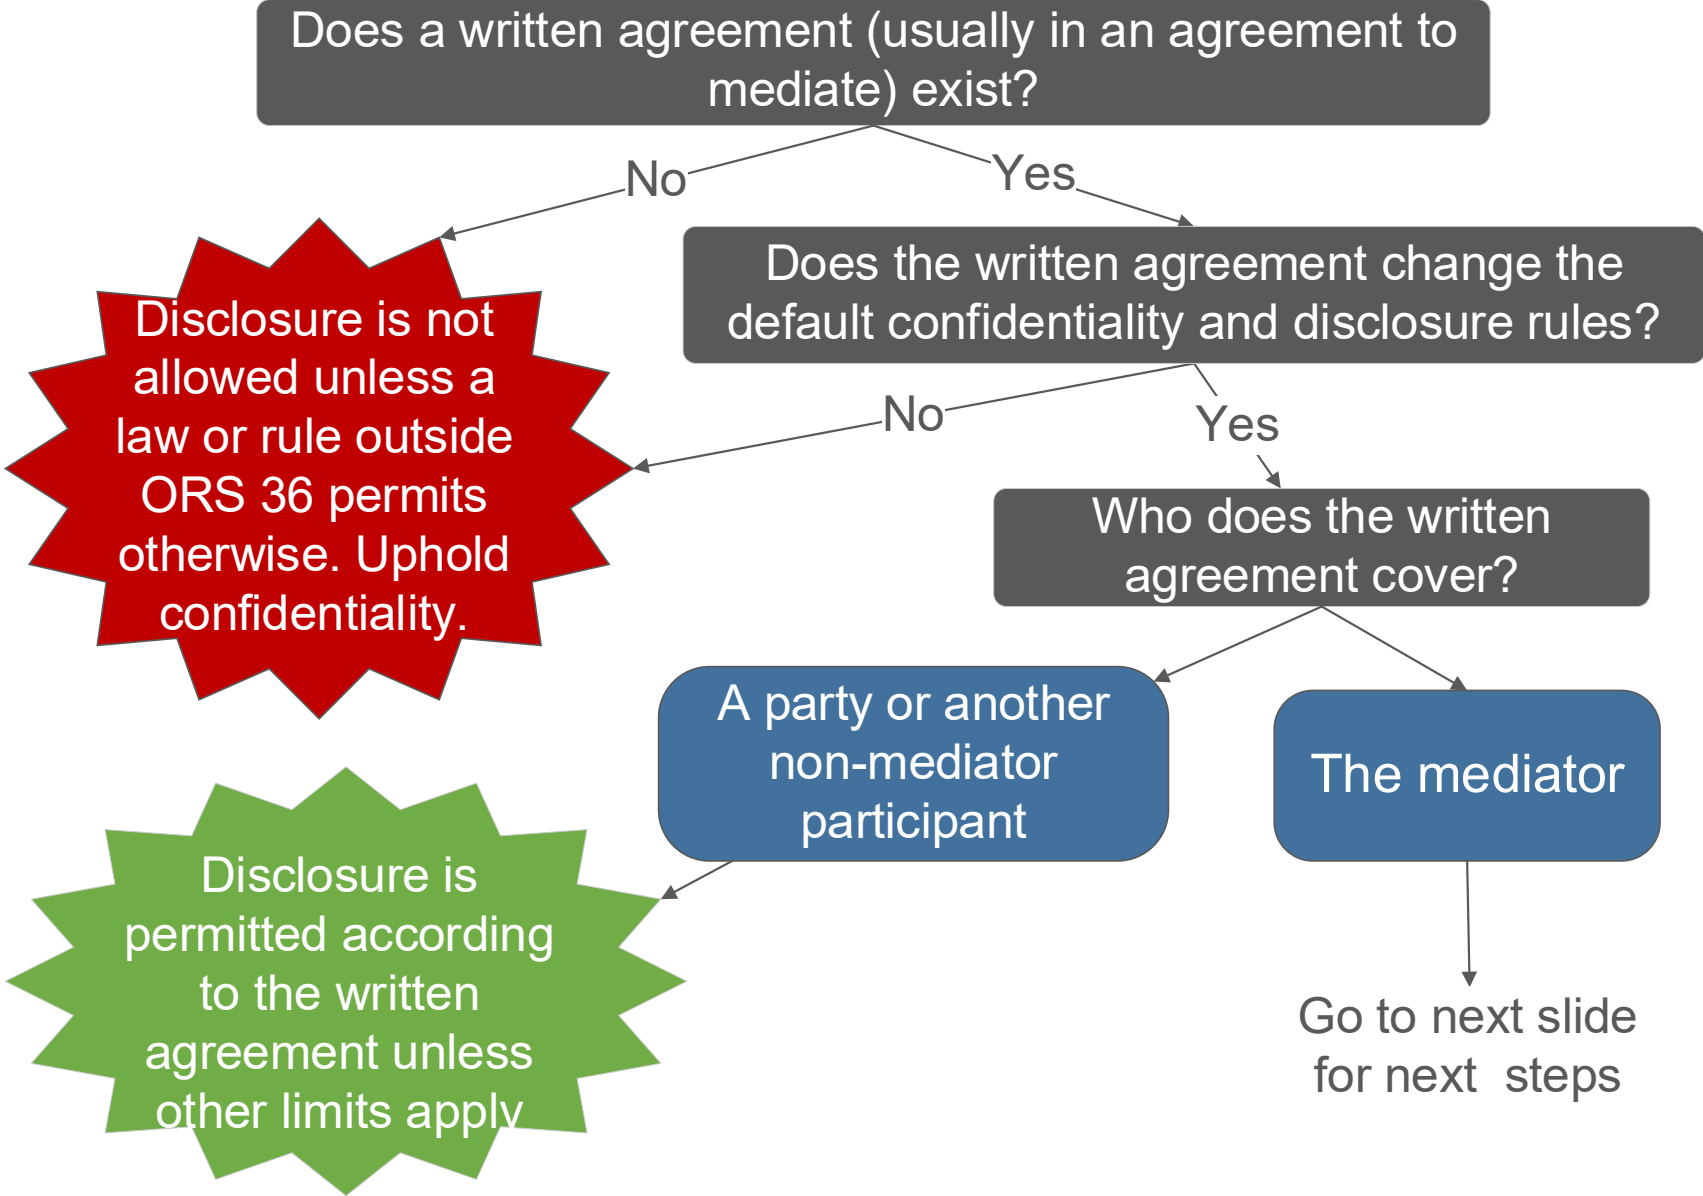 Does a written agreement (usually in an agreement to
mediate) exist?
No
Yes
Does the written agreement change the
default confidentiality and disclosure rules?
Disclosure is not
allowed unless a
law or rule outside
ORS 36 permits
otherwise. Uphold
confidentiality.
No
Yes
Who does the written
agreement cover?
A party or another
non-mediator
participant
The mediator
Disclosure is
permitted according
to the written
agreement unless
other limits apply
Go to next slide
for next  steps